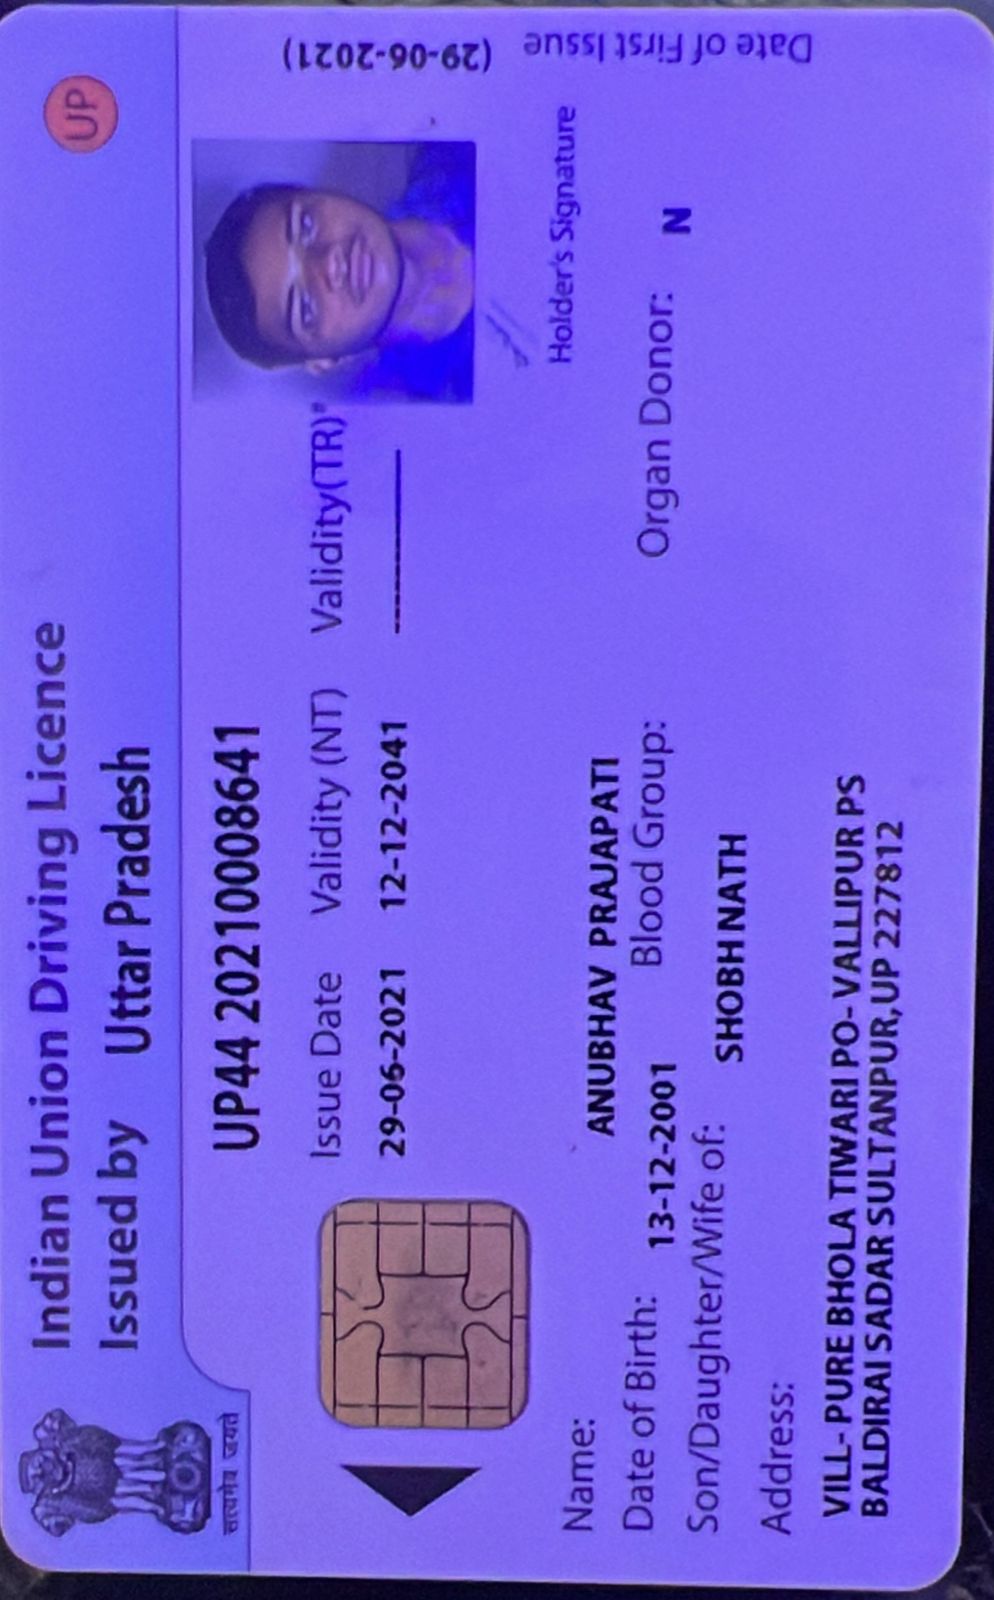 Indian Union Driving Licence
Issued by Uttar Pradesh
UP
सत्यमेव जयते
UP44 20210008641
Issue Date Validity (NT) Validity(TR)*
29-06-2021 12-12-2041
Date of First Issue (29-06-2021)
Holder's Signature
Name: ANUBHAV PRAJAPATI
Date of Birth: 13-12-2001 Blood Group: Organ Donor: N
Son/Daughter/Wife of: SHOBHNATH
Address:
VILL- PURE BHOLA TIWARI PO- VALLIPUR PS
BALDIRAI SADAR SULTANPUR,UP 227812